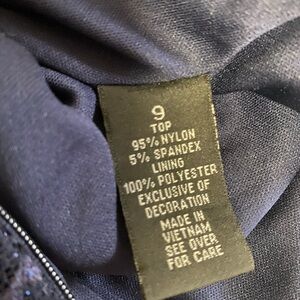 9
TOP
95% NYLON
5% SPANDEX
LINING
100% POLYESTER
EXCLUSIVE OF
DECORATION
MADE IN
VIETNAM
SEE OVER
FOR CARE